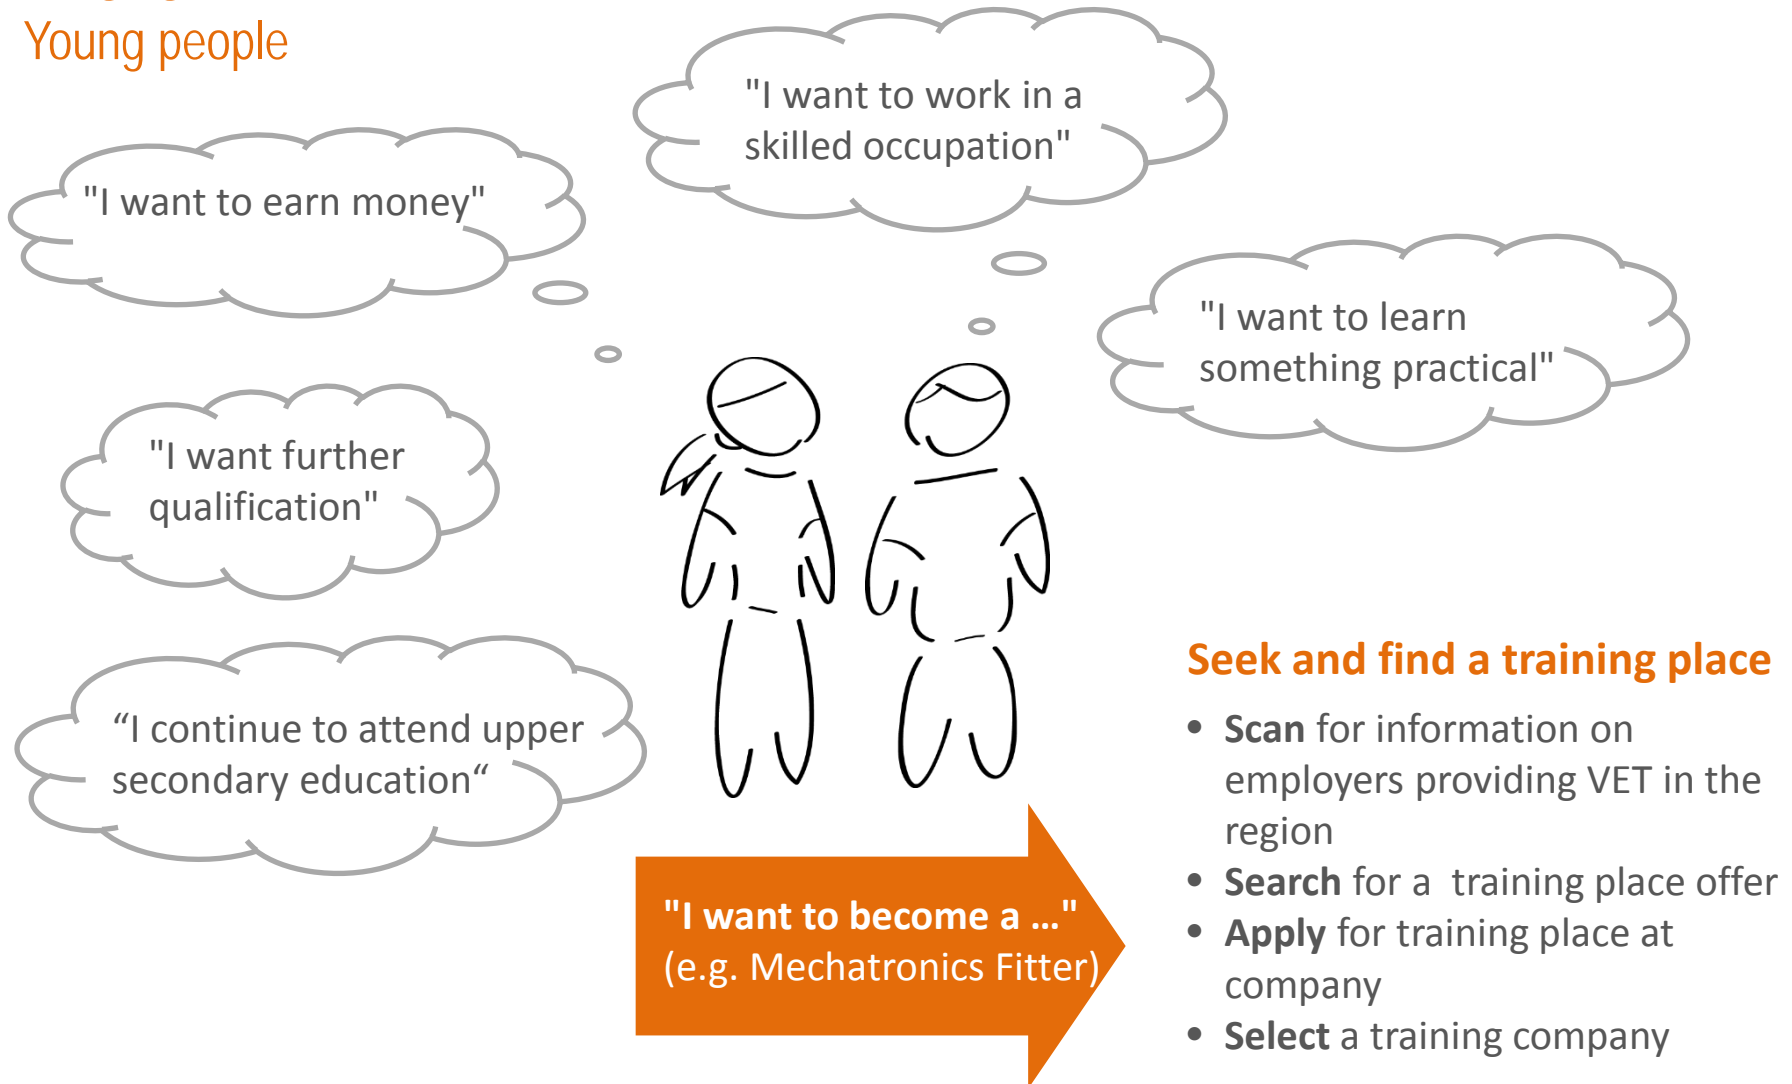 Young people
"I want to work in a
skilled occupation"
"I want to earn money"
"I want to learn
something practical"
"I want further
qualification"
“I continue to attend upper
secondary education“
"I want to become a ..."
(e.g. Mechatronics Fitter)
Seek and find a training place
• Scan for information on
employers providing VET in the
region
• Search for a  training place offer
• Apply for training place at
company
• Select a training company